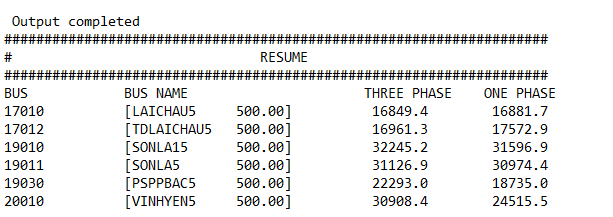 Output completed
####################################################################
# RESUME
####################################################################
BUS BUS NAME THREE PHASE ONE PHASE
17010 [LAICHAU5 500.00] 16849.4 16881.7
17012 [TDLAICHAU5 500.00] 16961.3 17572.9
19010 [SONLA15 500.00] 32245.2 31596.9
19011 [SONLA5 500.00] 31126.9 30974.4
19030 [PSPPBAC5 500.00] 22293.0 18735.0
20010 [VINHYEN5 500.00] 30908.4 24515.5